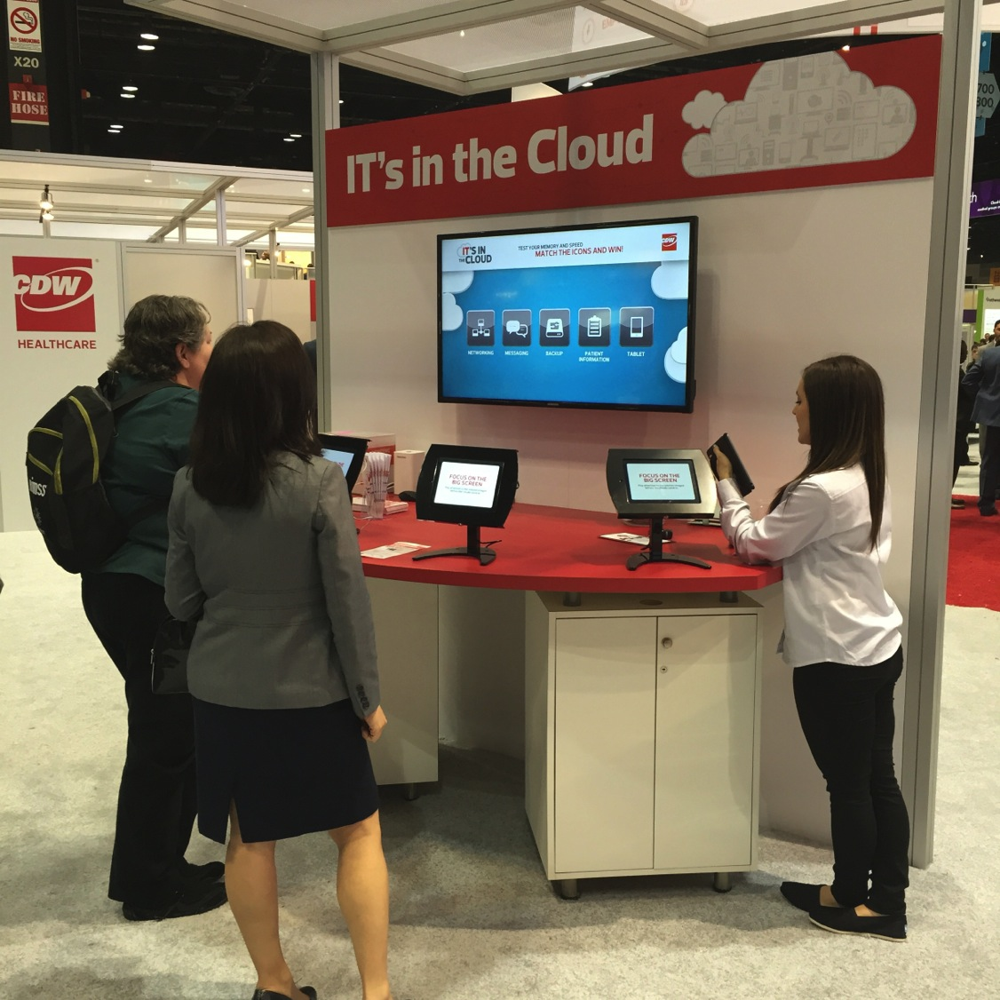 NO SMOKING
X20
FIRE
HOSE
CDW
HEALTHCARE
IT's in the Cloud
IT'S IN
THE CLOUD
TEST YOUR MEMORY AND SPEED
MATCH THE ICONS AND WIN!
CDW
NETWORKING
MESSAGING
BACKUP
PATIENT
INFORMATION
TABLET
FOCUS ON THE
BIG SCREEN
FOCUS ON THE
BIG SCREEN